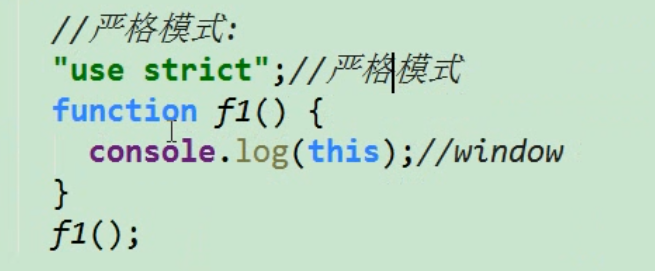 //严格模式:
"use strict";//严格模式
function f1() {
console.log(this);//window
}
f1();